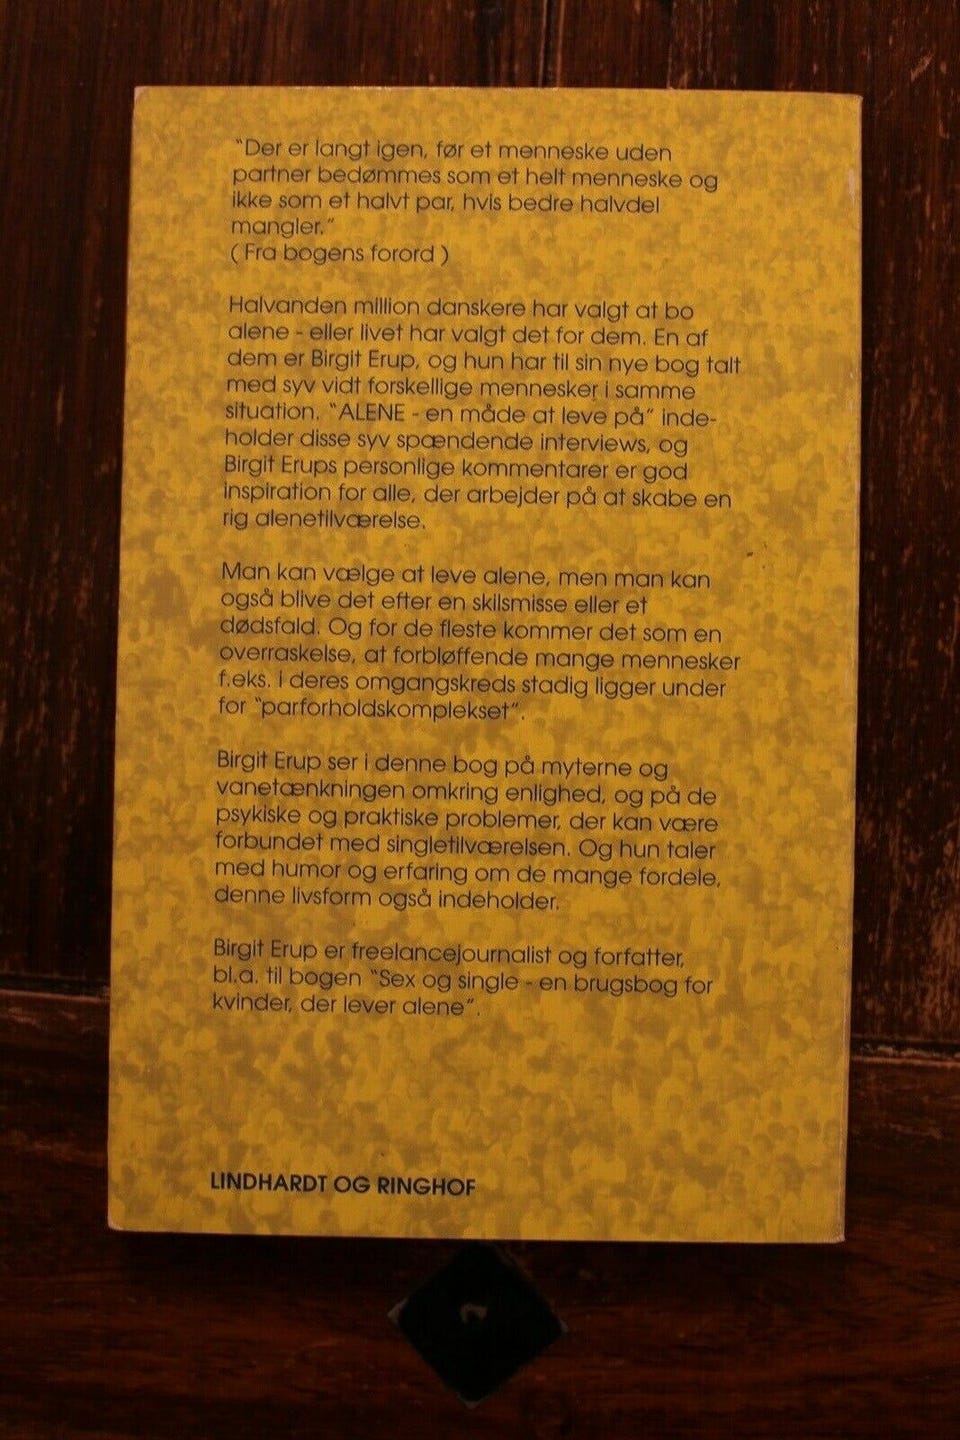 "Der er langt igen, før et menneske uden
partner bedømmes som et helt menneske og
ikke som et halvt par, hvis bedre halvdel
mangler."
( Fra bogens forord )
Halvanden million danskere har valgt at bo
alene - eller livet har valgt det for dem. En af
dem er Birgit Erup, og hun har til sin nye bog talt
med syv vidt forskellige mennesker i samme
situation. "ALENE - en måde at leve på" inde-
holder disse syv spændende interviews, og
Birgit Erups personlige kommentarer er god
inspiration for alle, der arbejder på at skabe en
rig alenetilværelse.
Man kan vælge at leve alene, men man kan
også blive det efter en skilsmisse eller et
dødsfald. Og for de fleste kommer det som en
overraskelse, at forbløffende mange mennesker
f.eks. i deres omgangskreds stadig ligger under
for "parforholdskomplekset".
Birgit Erup ser i denne bog på myterne og
vanetænkningen omkring enlighed, og på de
psykiske og praktiske problemer, der kan være
forbundet med singletilværelsen. Og hun taler
med humor og erfaring om de mange fordele,
denne livsform også indeholder.
Birgit Erup er freelancejournalist og forfatter,
bl.a. til bogen "Sex og single - en brugsbog for
kvinder, der lever alene".
LINDHARDT OG RINGHOF